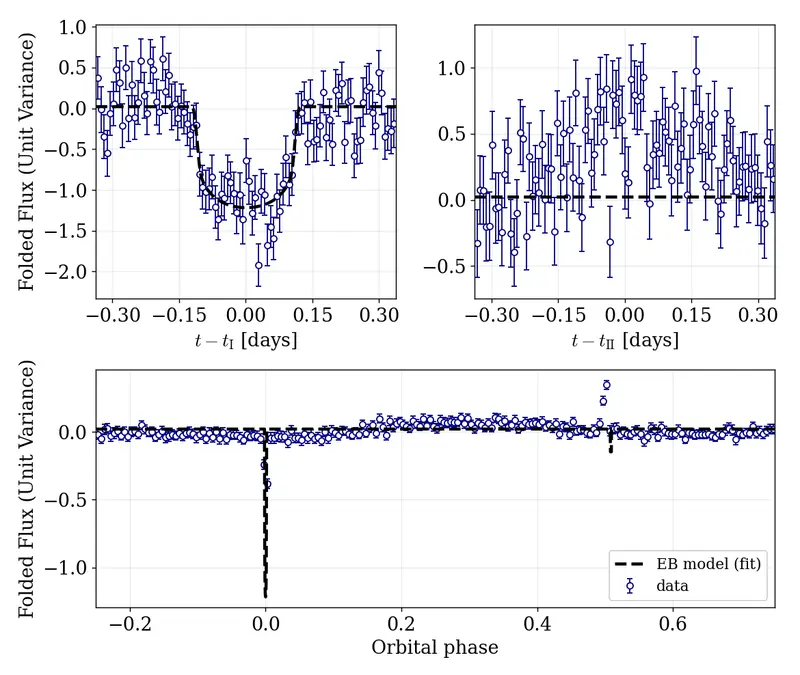 Folded Flux (Unit Variance)
1.0
0.5
0.0
−0.5
−1.0
−1.5
−2.0
−0.30 −0.15 0.00 0.15 0.30
t − tI [days]
1.0
0.5
0.0
−0.5
−0.30 −0.15 0.00 0.15 0.30
t − tII [days]
Folded Flux (Unit Variance)
0.0
−0.5
−1.0
−0.2 0.0 0.2 0.4 0.6
Orbital phase
EB model (fit)
data